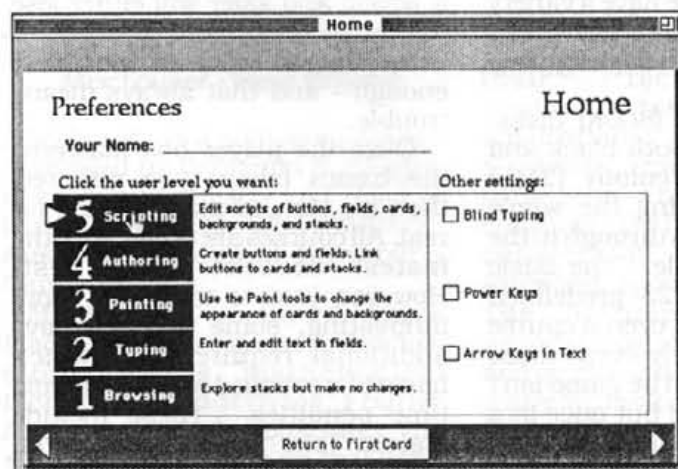 Home
Preferences
Home
Your Name:
Click the user level you want:
Other settings:
5 Scripting
Edit scripts of buttons, fields, cards,
backgrounds, and stacks.
4 Authoring
Create buttons and fields. Link
buttons to cards and stacks.
3 Painting
Use the Paint tools to change the
appearance of cards and backgrounds.
2 Typing
Enter and edit text in fields.
1 Browsing
Explore stacks but make no changes.
Blind Typing
Power Keys
Arrow Keys in Text
Return to First Card